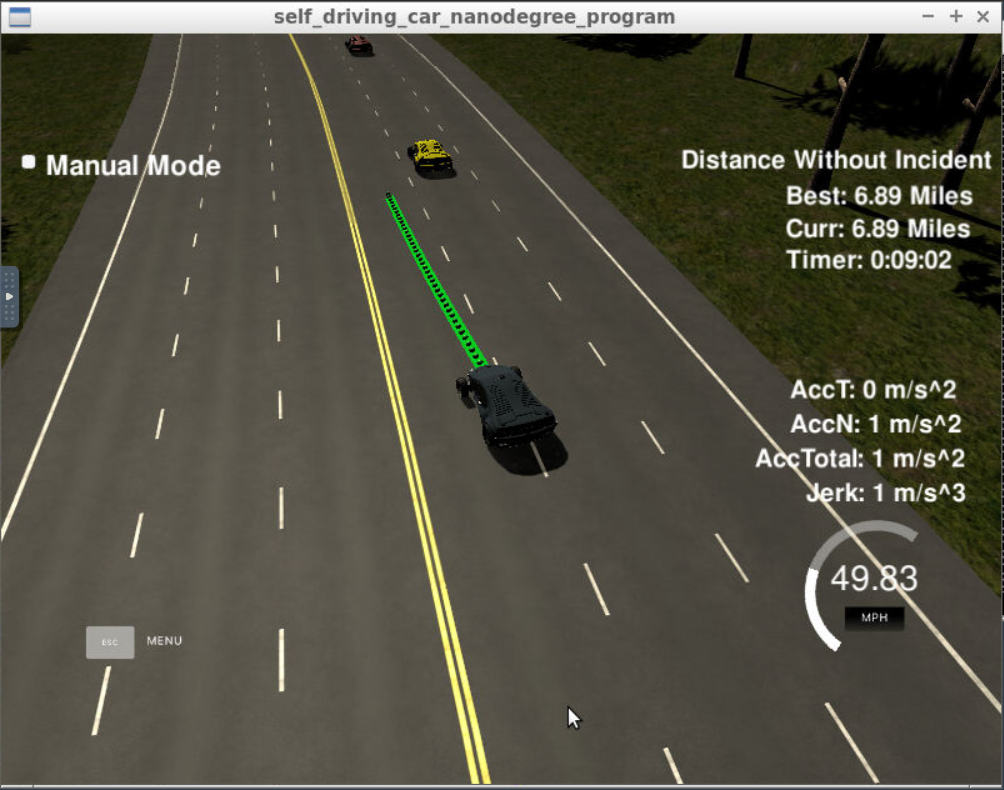 self_driving_car_nanodegree_program
Manual Mode
Distance Without Incident
Best: 6.89 Miles
Curr: 6.89 Miles
Timer: 0:09:02
AccT: 0 m/s^2
AccN: 1 m/s^2
AccTotal: 1 m/s^2
Jerk: 1 m/s^3
49.83
MPH
ESC MENU